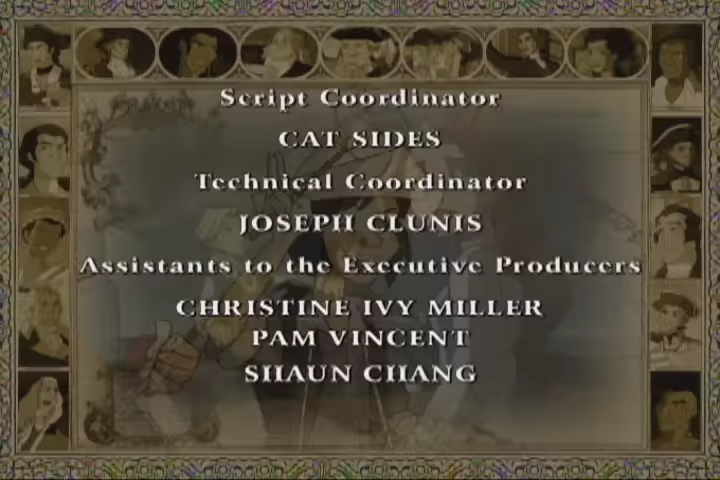 Script Coordinator
CAT SIDES
Technical Coordinator
JOSEPH CLUNIS
Assistants to the Executive Producers
CHRISTINE IVY MILLER
PAM VINCENT
SHAUN CHANG